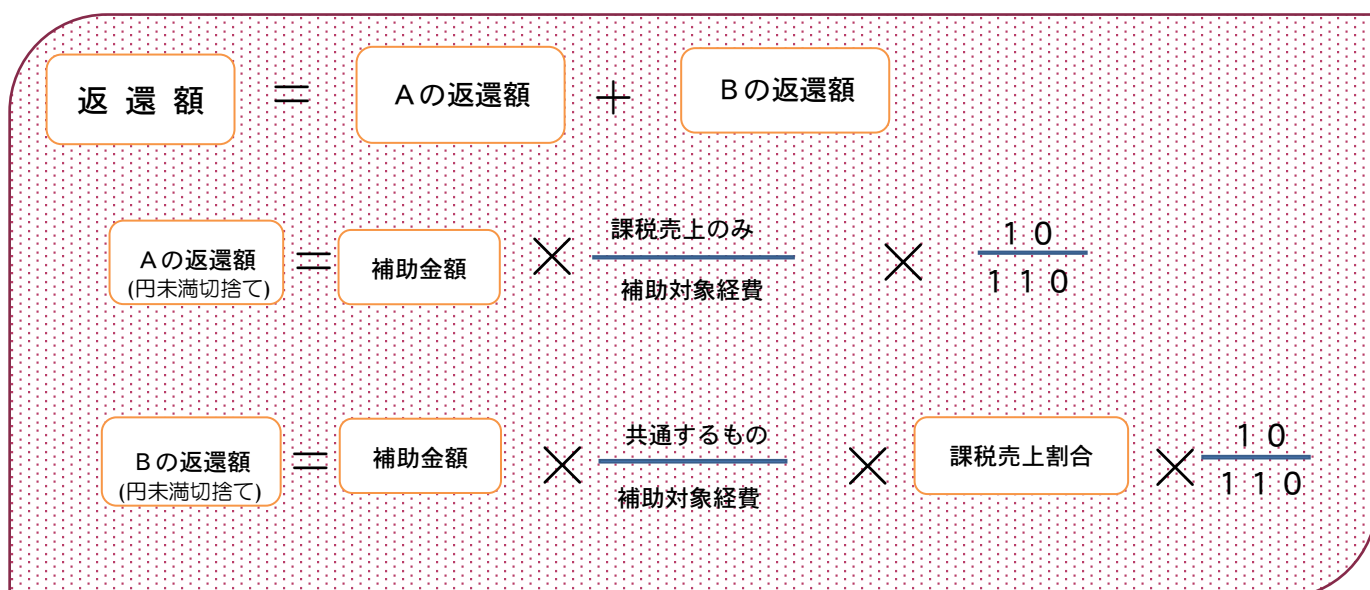 返 還 額 = Aの返還額 + Bの返還額
Aの返還額
(円未満切捨て)
= 補助金額 × 課税売上のみ
補助対象経費
× 10
110
Bの返還額
(円未満切捨て)
= 補助金額 × 共通するもの
補助対象経費
× 課税売上割合 × 10
110